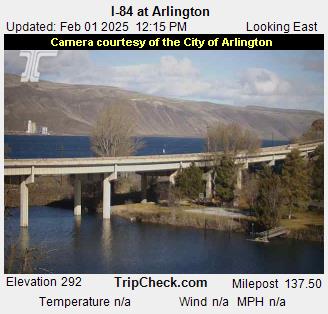 I-84 at Arlington
Updated: Feb 01 2025 12:15 PM Looking East
Camera courtesy of the City of Arlington
Elevation 292 TripCheck.com Milepost 137.50
Temperature n/a Wind n/a MPH n/a